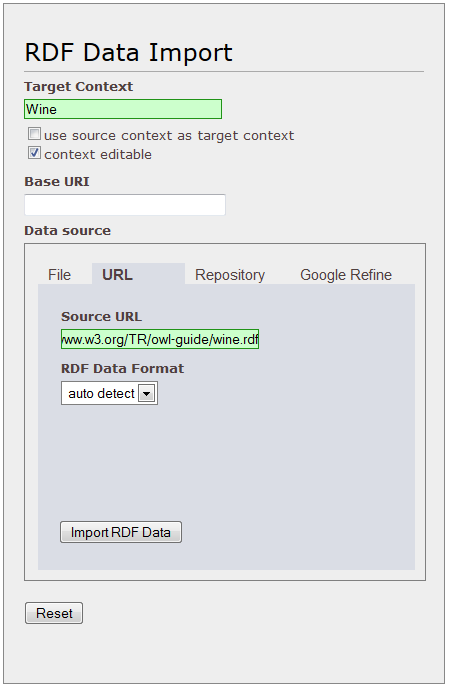 RDF Data Import
Target Context
Wine
use source context as target context
context editable
Base URI
Data source
File URL Repository Google Refine
Source URL
www.w3.org/TR/owl-guide/wine.rdf
RDF Data Format
auto detect
Import RDF Data
Reset